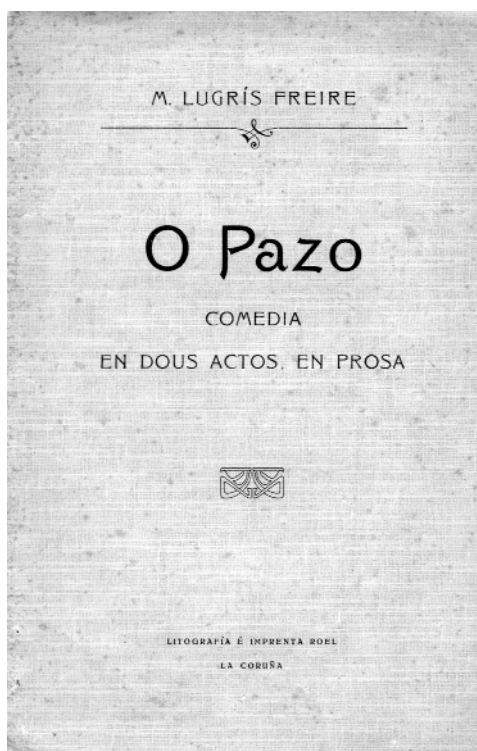 M. LUGRÍS FREIRE
O Pazo
COMEDIA
EN DOUS ACTOS, EN PROSA
LITOGRAFÍA É IMPRENTA ROEL
LA CORUÑA